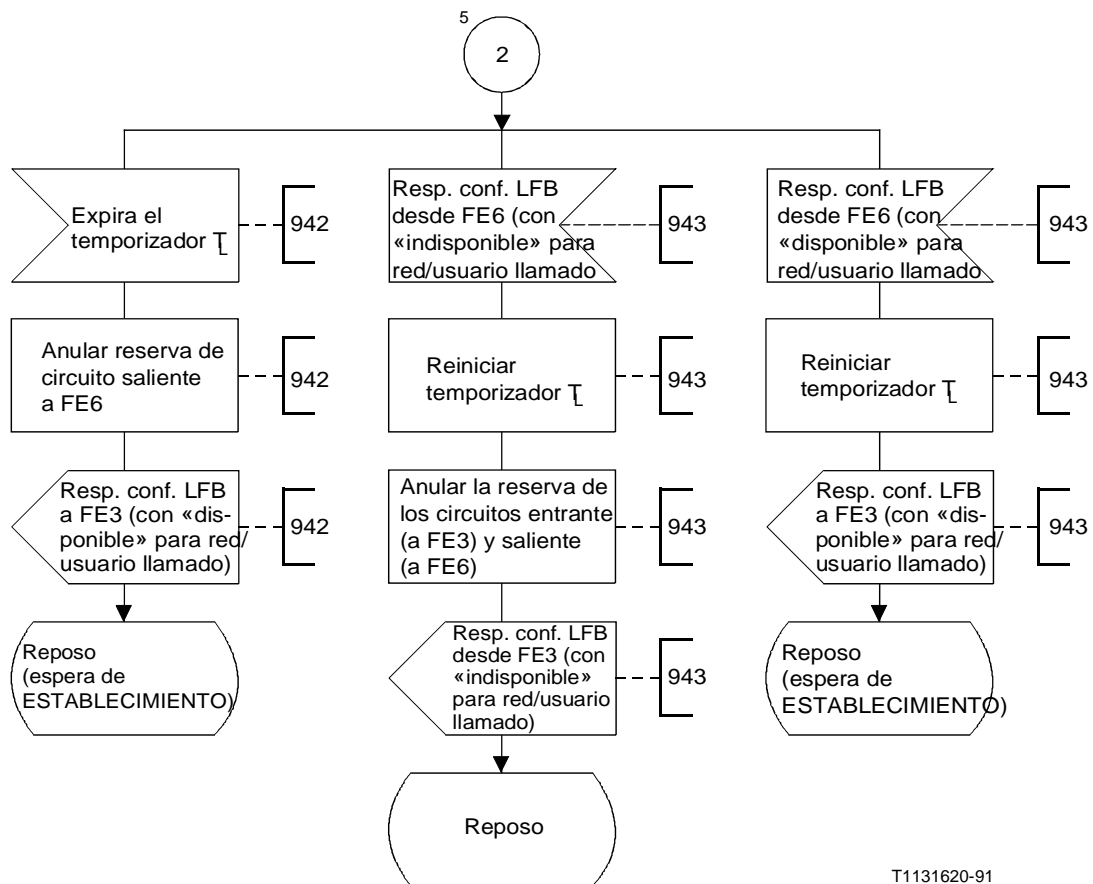 5
2
Expira el
temporizador TL
942
Resp. conf. LFB
desde FE6 (con
«indisponible» para
red/usuario llamado
943
Resp. conf. LFB
desde FE6 (con
«disponible» para
red/usuario llamado
943
Anular reserva de
circuito saliente
a FE6
942
Reiniciar
temporizador TL
943
Reiniciar
temporizador TL
943
Resp. conf. LFB
a FE3 (con «dis-
ponible» para red/
usuario llamado)
942
Anular la reserva de
los circuitos entrante
(a FE3) y saliente
(a FE6)
943
Resp. conf. LFB
a FE3 (con «dis-
ponible» para red/
usuario llamado)
943
Reposo
(espera de
ESTABLECIMIENTO)
Resp. conf. LFB
desde FE3 (con
«indisponible»
para red/usuario
llamado)
943
Reposo
(espera de
ESTABLECIMIENTO)
Reposo
T1131620-91